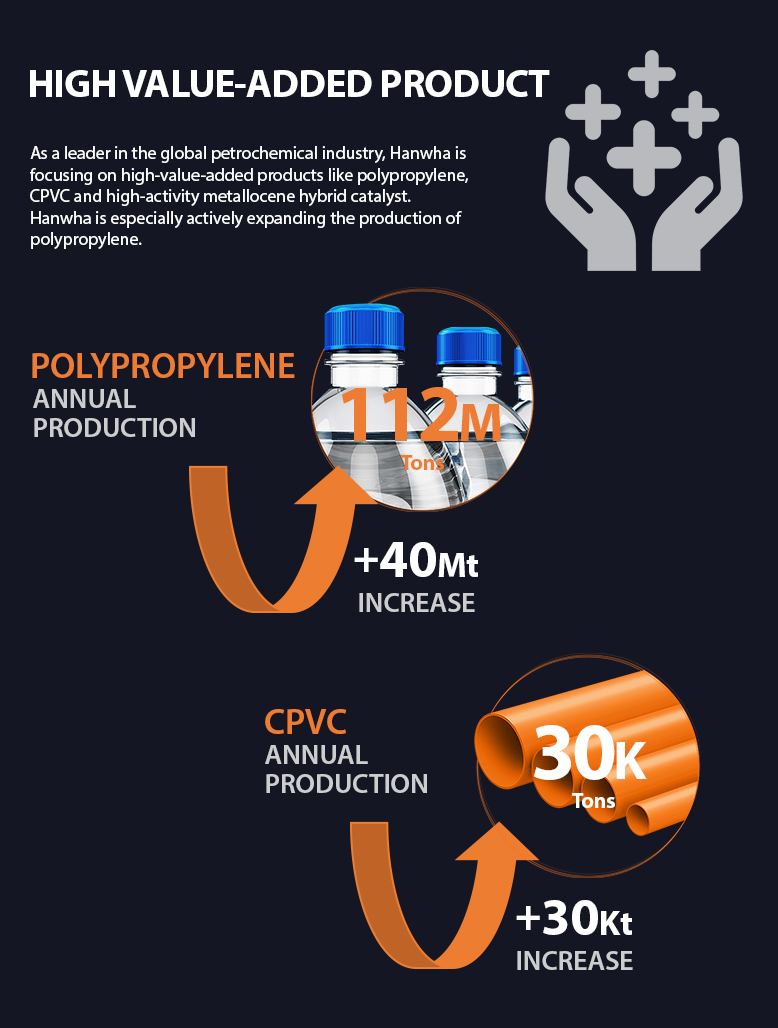 HIGH VALUE-ADDED PRODUCT
As a leader in the global petrochemical industry, Hanwha is
focusing on high-value-added products like polypropylene,
CPVC and high-activity metallocene hybrid catalyst.
Hanwha is especially actively expanding the production of
polypropylene.
POLYPROPYLENE
ANNUAL
PRODUCTION
112M
Tons
+40Mt
INCREASE
CPVC
ANNUAL
PRODUCTION
30K
Tons
+30Kt
INCREASE